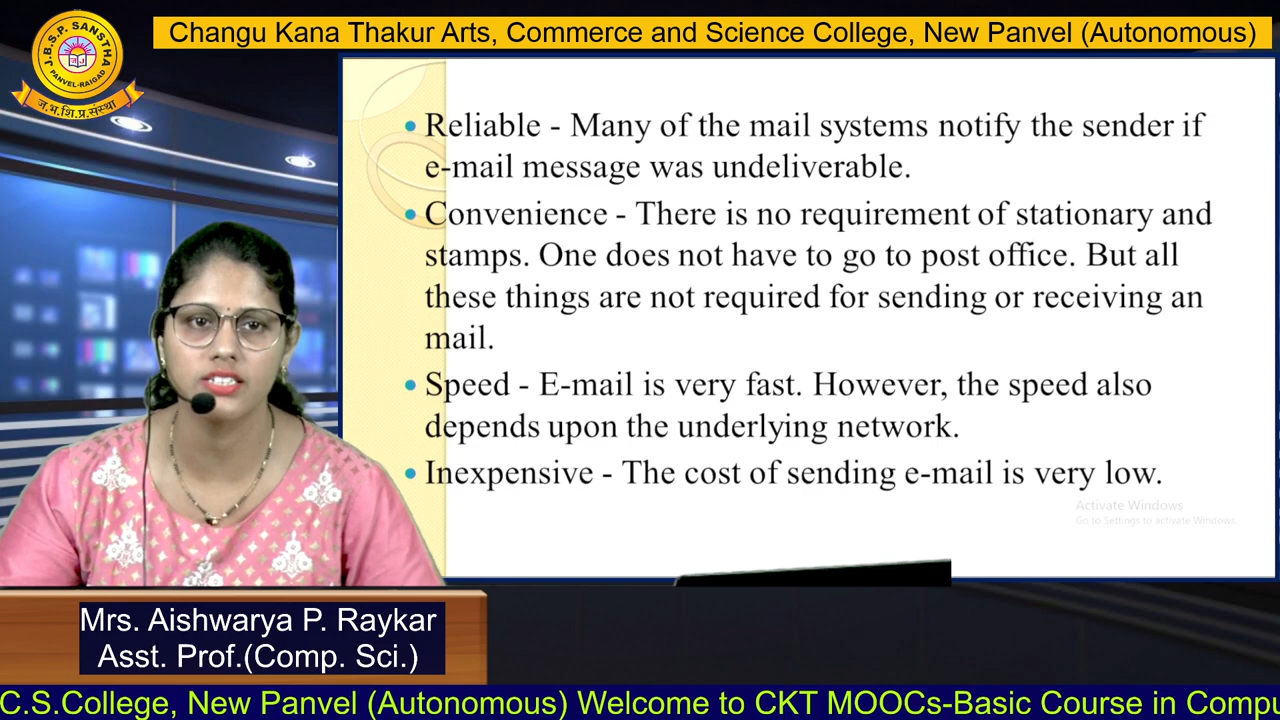 Changu Kana Thakur Arts, Commerce and Science College, New Panvel (Autonomous)
J.B.S.P. SANSTHA
PANVEL-RAIGAD
ज.भ.शि.प्र.संस्था
• Reliable - Many of the mail systems notify the sender if
e-mail message was undeliverable.
• Convenience - There is no requirement of stationary and
stamps. One does not have to go to post office. But all
these things are not required for sending or receiving an
mail.
• Speed - E-mail is very fast. However, the speed also
depends upon the underlying network.
• Inexpensive - The cost of sending e-mail is very low.
Activate Windows
Go to Settings to activate Windows.
Mrs. Aishwarya P. Raykar
Asst. Prof.(Comp. Sci.)
C.S.College, New Panvel (Autonomous) Welcome to CKT MOOCs-Basic Course in Compu